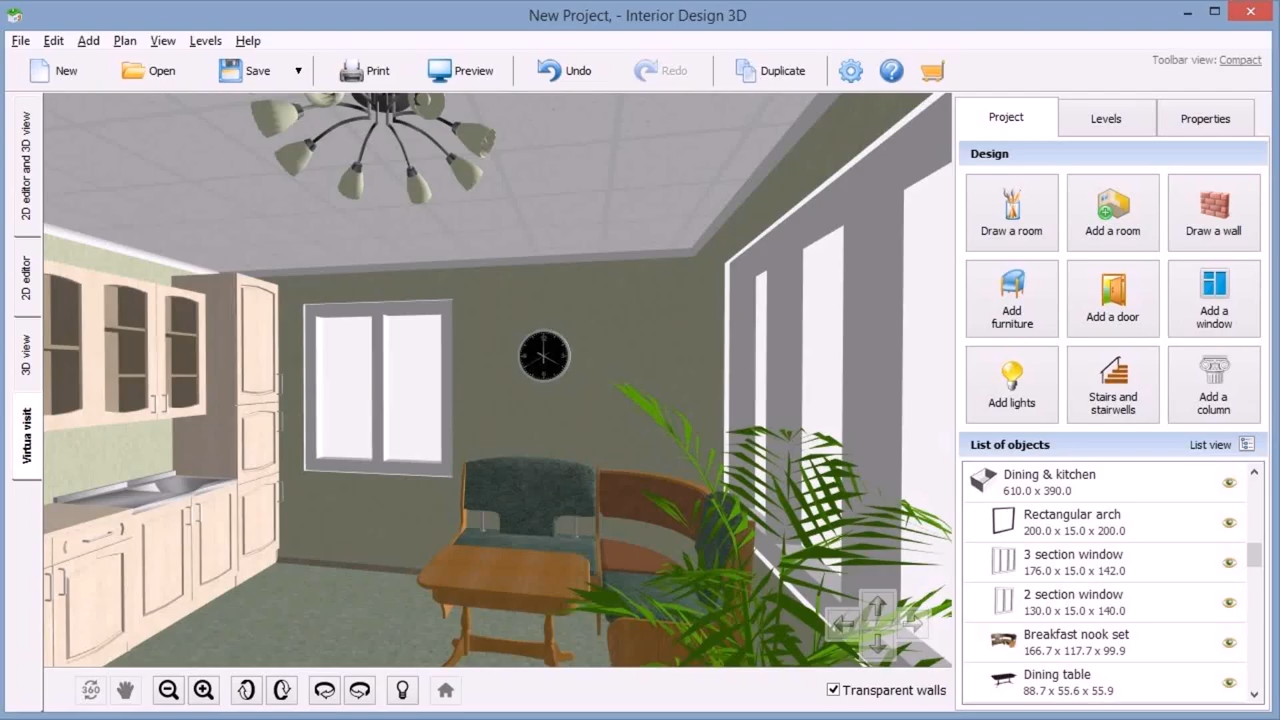 New Project, - Interior Design 3D
File Edit Add Plan View Levels Help
New Open Save Print Preview Undo Redo Duplicate
Toolbar view: Compact
2D editor and 3D view
2D editor
3D view
Virtua visit
Project Levels Properties
Design
Draw a room Add a room Draw a wall
Add furniture Add a door Add a window
Add lights Stairs and stairwells Add a column
List of objects List view
Dining & kitchen
610.0 x 390.0
Rectangular arch
200.0 x 15.0 x 200.0
3 section window
176.0 x 15.0 x 142.0
2 section window
130.0 x 15.0 x 140.0
Breakfast nook set
166.7 x 117.7 x 99.9
Dining table
88.7 x 55.6 x 55.9
360
Transparent walls